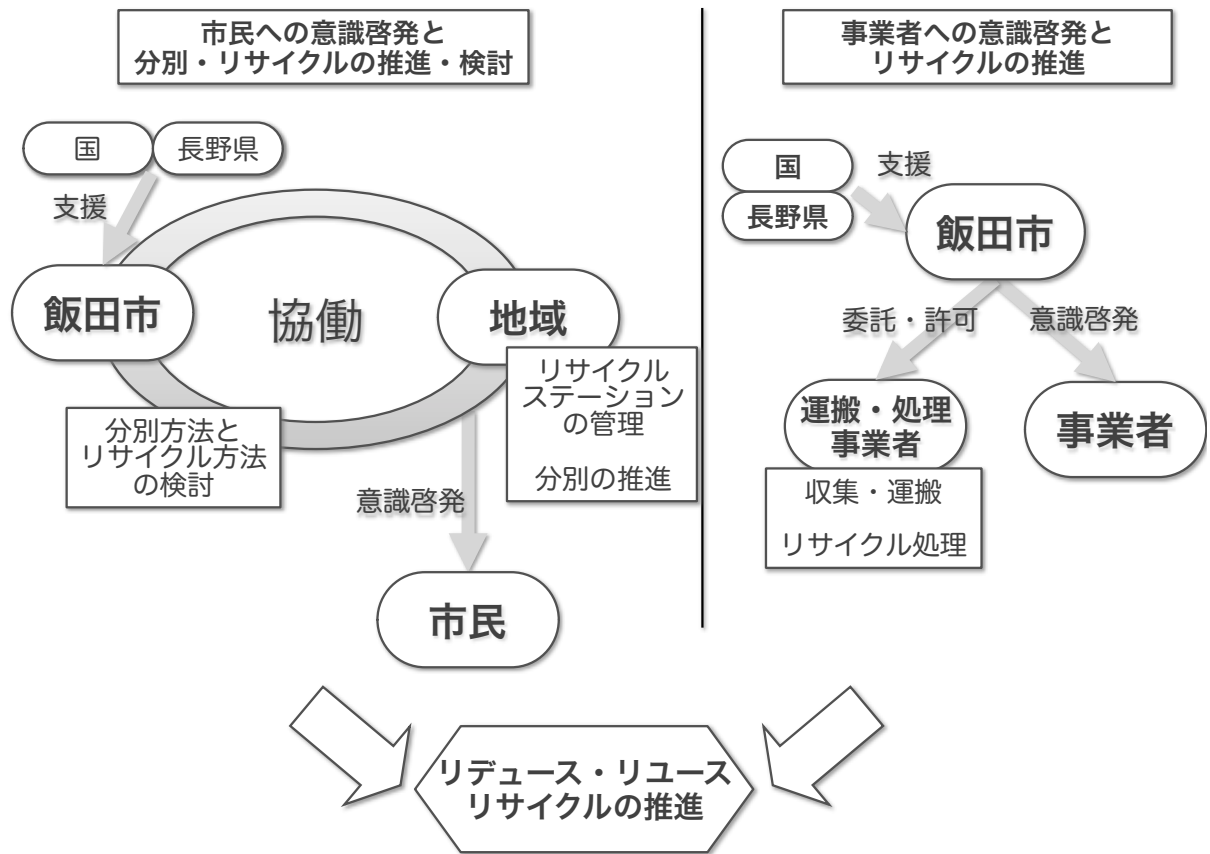 市民への意識啓発と
分別・リサイクルの推進・検討
国
長野県
支援
飯田市
協働
地域
分別方法と
リサイクル方法
の検討
リサイクル
ステーション
の管理
分別の推進
意識啓発
市民
事業者への意識啓発と
リサイクルの推進
国
長野県
支援
飯田市
委託・許可
意識啓発
運搬・処理
事業者
収集・運搬
リサイクル処理
事業者
リデュース・リユース
リサイクルの推進